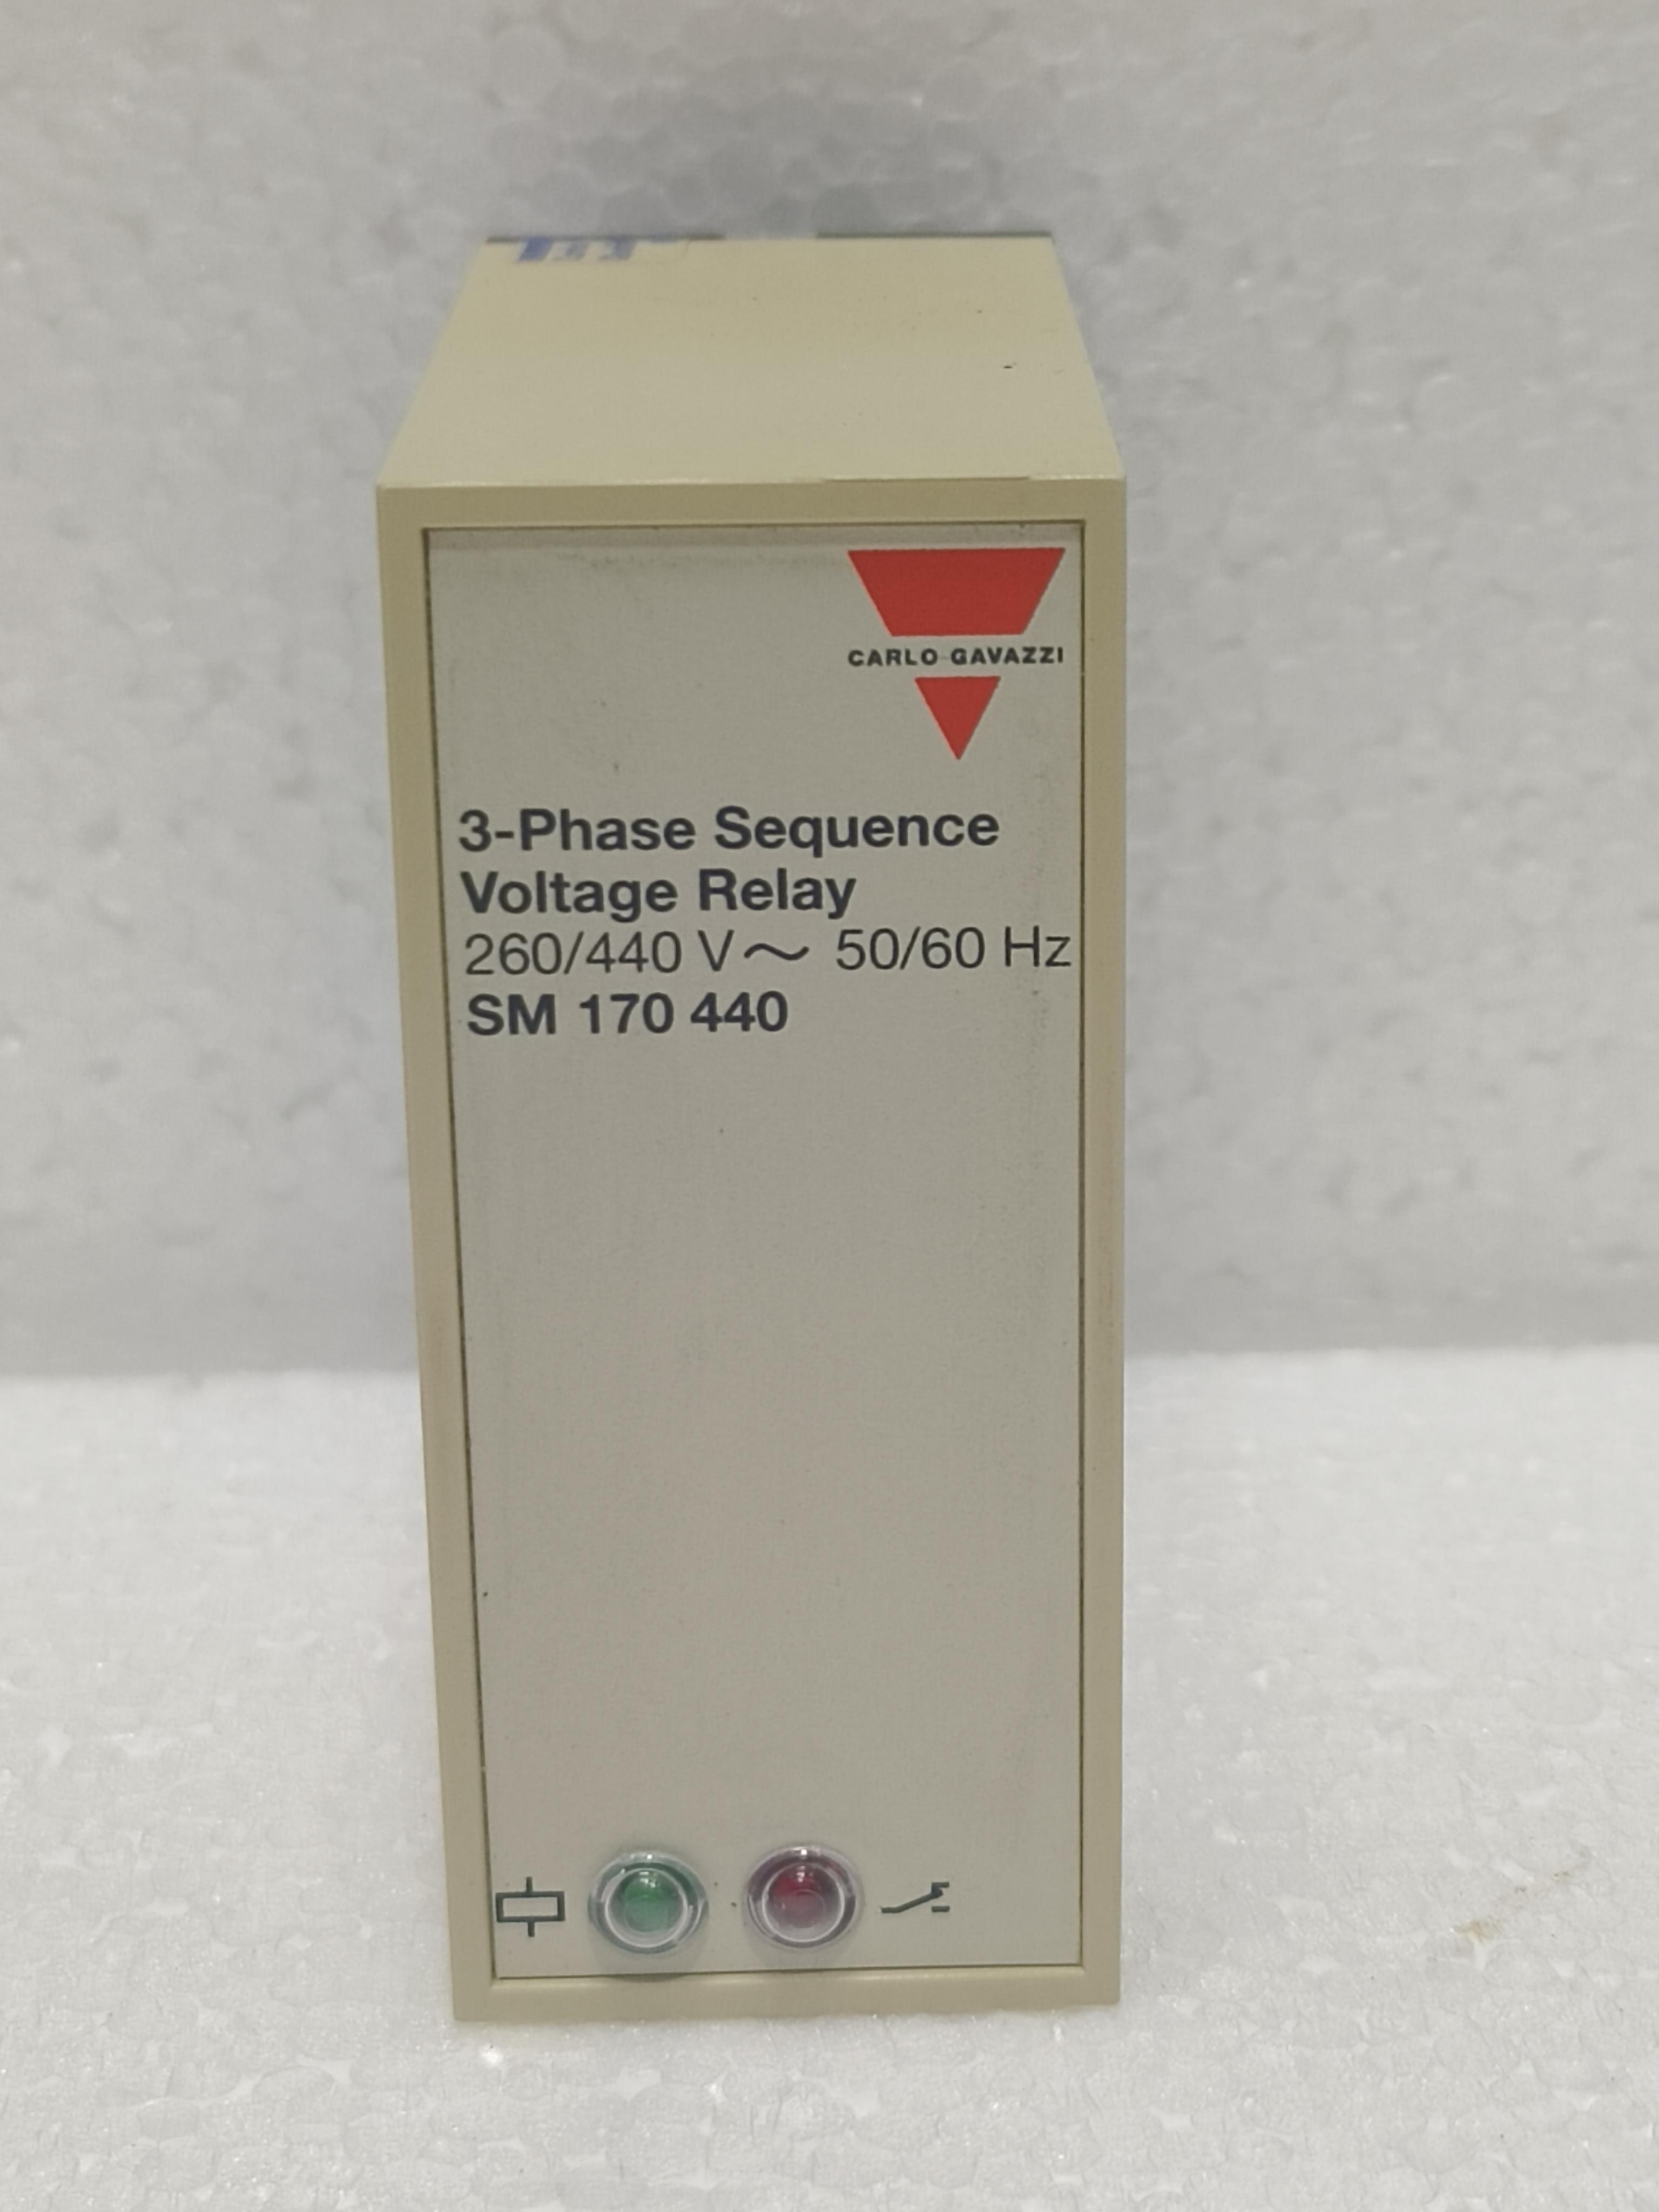 CARLO GAVAZZI
3-Phase Sequence
Voltage Relay
260/440 V~ 50/60 Hz
SM 170 440